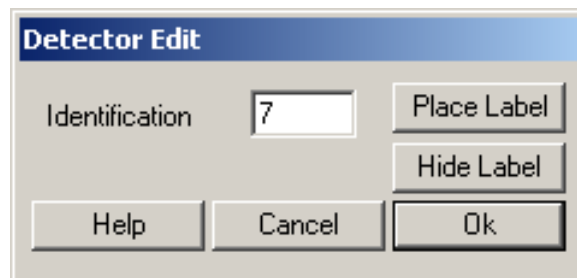 Detector Edit
Identification 7 Place Label
Hide Label
Help Cancel Ok